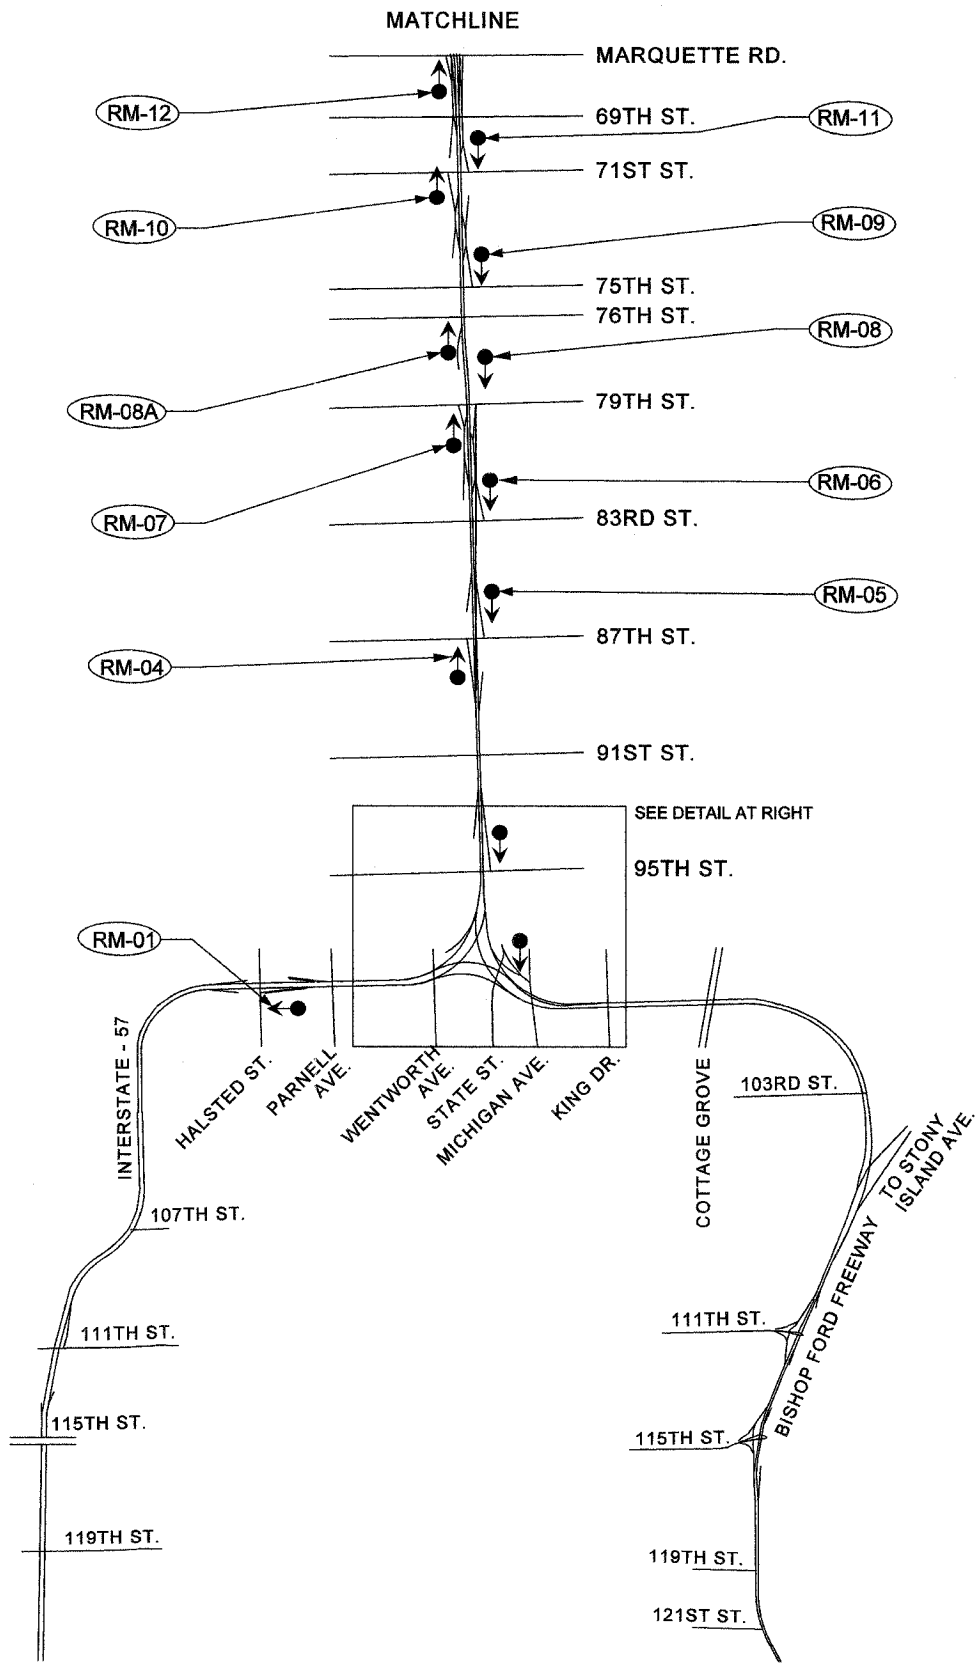 MATCHLINE
MARQUETTE RD.
RM-12
69TH ST.
RM-11
71ST ST.
RM-10
RM-09
75TH ST.
76TH ST.
RM-08
RM-08A
79TH ST.
RM-07
RM-06
83RD ST.
RM-05
87TH ST.
RM-04
91ST ST.
SEE DETAIL AT RIGHT
95TH ST.
RM-01
INTERSTATE - 57
HALSTED ST.
PARNELL
AVE.
WENTWORTH
AVE.
STATE ST.
MICHIGAN AVE.
KING DR.
COTTAGE GROVE
103RD ST.
TO STONY
ISLAND AVE.
107TH ST.
BISHOP FORD FREEWAY
111TH ST.
111TH ST.
115TH ST.
115TH ST.
119TH ST.
119TH ST.
121ST ST.